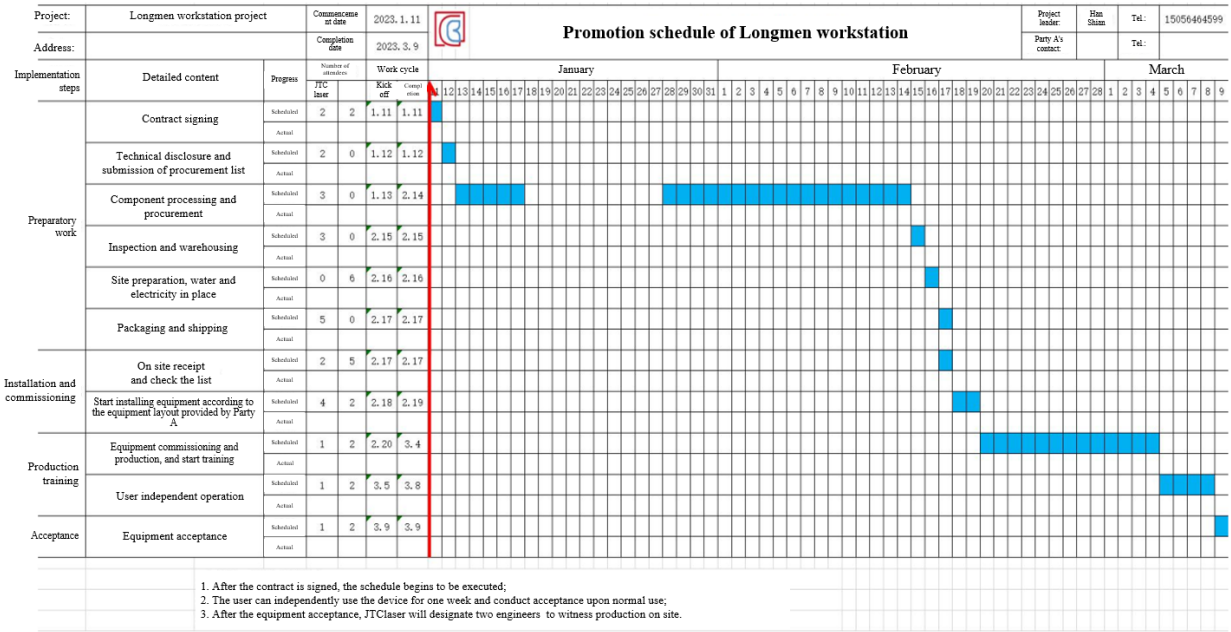 Project: Longmen workstation project Commencement date 2023.1.11 Promotion schedule of Longmen workstation Project leader: Han Shian Tel.: 15056464599
Address: Completion date 2023.3.9 Party A's contact: Tel.:
Implementation steps Detailed content Progress Number of attendees Work cycle January February March
JTC laser Kick off Completion 11 12 13 14 15 16 17 18 19 20 21 22 23 24 25 26 27 28 29 30 31 1 2 3 4 5 6 7 8 9 10 11 12 13 14 15 16 17 18 19 20 21 22 23 24 25 26 27 28 1 2 3 4 5 6 7 8 9
Preparatory work
Contract signing Scheduled 2 2 1.11 1.11
Actual
Technical disclosure and submission of procurement list Scheduled 2 0 1.12 1.12
Actual
Component processing and procurement Scheduled 3 0 1.13 2.14
Actual
Inspection and warehousing Scheduled 3 0 2.15 2.15
Actual
Site preparation, water and electricity in place Scheduled 0 6 2.16 2.16
Actual
Packaging and shipping Scheduled 5 0 2.17 2.17
Actual
Installation and commissioning
On site receipt and check the list Scheduled 2 5 2.17 2.17
Actual
Start installing equipment according to the equipment layout provided by Party A Scheduled 4 2 2.18 2.19
Actual
Production training
Equipment commissioning and production, and start training Scheduled 1 2 2.20 3.4
Actual
User independent operation Scheduled 1 2 3.5 3.8
Actual
Acceptance
Equipment acceptance Scheduled 1 2 3.9 3.9
Actual
1. After the contract is signed, the schedule begins to be executed;
2. The user can independently use the device for one week and conduct acceptance upon normal use;
3. After the equipment acceptance, JTClaser will designate two engineers to witness production on site.